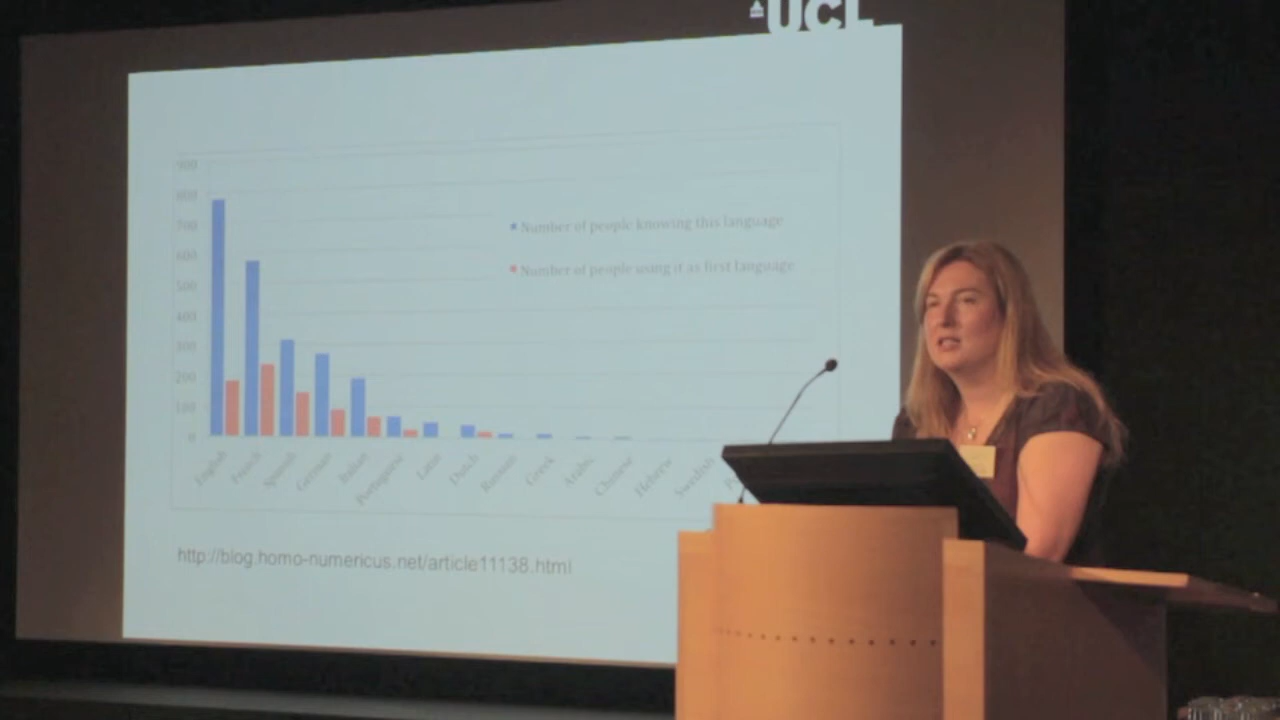 UCL
900
800
700
600
500
400
300
200
100
0
Number of people knowing this language
Number of people using it as first language
English
French
Spanish
German
Italian
Portuguese
Latin
Dutch
Russian
Greek
Arabic
Chinese
Hebrew
Swedish
http://blog.homo-numericus.net/article11138.html